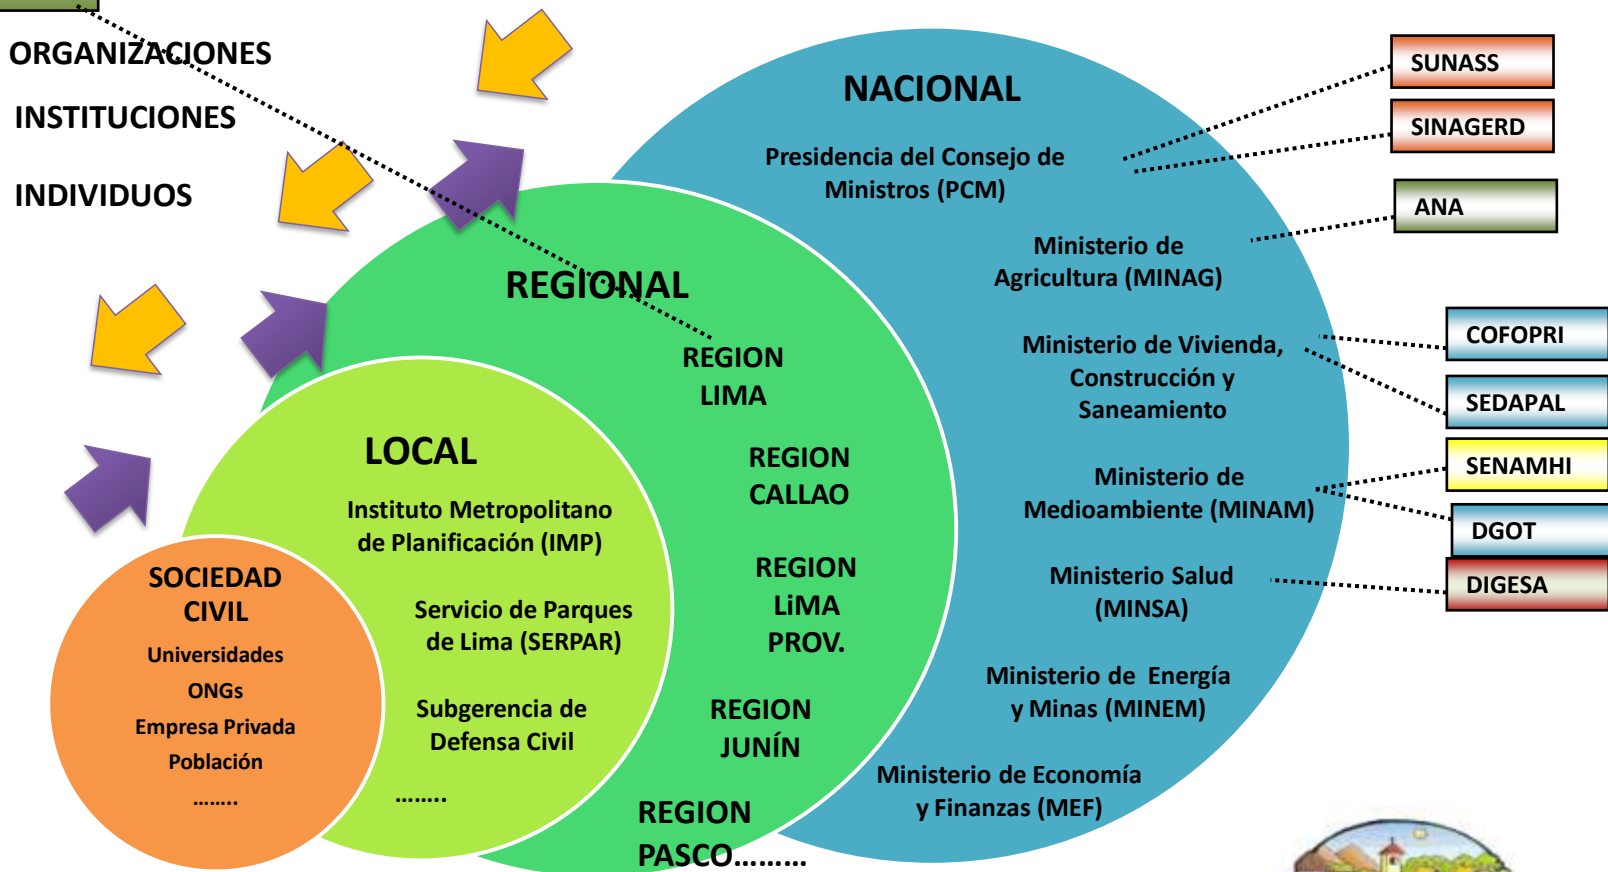 ORGANIZACIONES
INSTITUCIONES
INDIVIDUOS
NACIONAL
Presidencia del Consejo de
Ministros (PCM)
Ministerio de
Agricultura (MINAG)
Ministerio de Vivienda,
Construcción y
Saneamiento
Ministerio de
Medioambiente (MINAM)
Ministerio Salud
(MINSA)
Ministerio de Energía
y Minas (MINEM)
Ministerio de Economía
y Finanzas (MEF)
REGIONAL
REGION
LIMA
REGION
CALLAO
REGION
LiMA
PROV.
REGION
JUNÍN
REGION
PASCO.........
LOCAL
Instituto Metropolitano
de Planificación (IMP)
Servicio de Parques
de Lima (SERPAR)
Subgerencia de
Defensa Civil
........
SOCIEDAD
CIVIL
Universidades
ONGs
Empresa Privada
Población
........
SUNASS
SINAGERD
ANA
COFOPRI
SEDAPAL
SENAMHI
DGOT
DIGESA